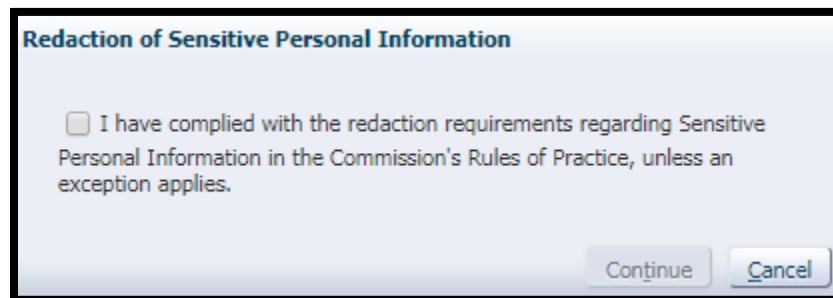 Redaction of Sensitive Personal Information
I have complied with the redaction requirements regarding Sensitive
Personal Information in the Commission's Rules of Practice, unless an
exception applies.
Continue Cancel